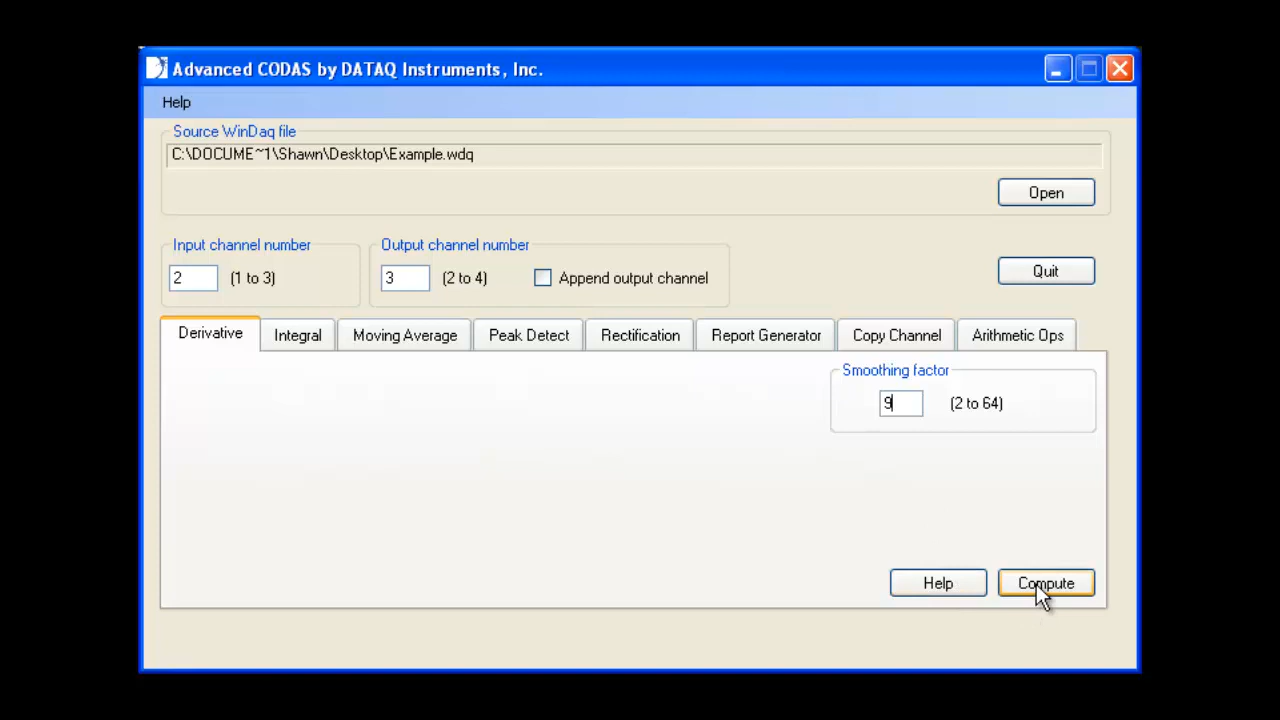 Advanced CODAS by DATAQ Instruments, Inc.
Help
Source WinDaq file
C:\DOCUME~1\Shawn\Desktop\Example.wdq
Open
Input channel number
Output channel number
2 (1 to 3)
3 (2 to 4) Append output channel
Quit
Derivative Integral Moving Average Peak Detect Rectification Report Generator Copy Channel Arithmetic Ops
Smoothing factor
9 (2 to 64)
Help Compute